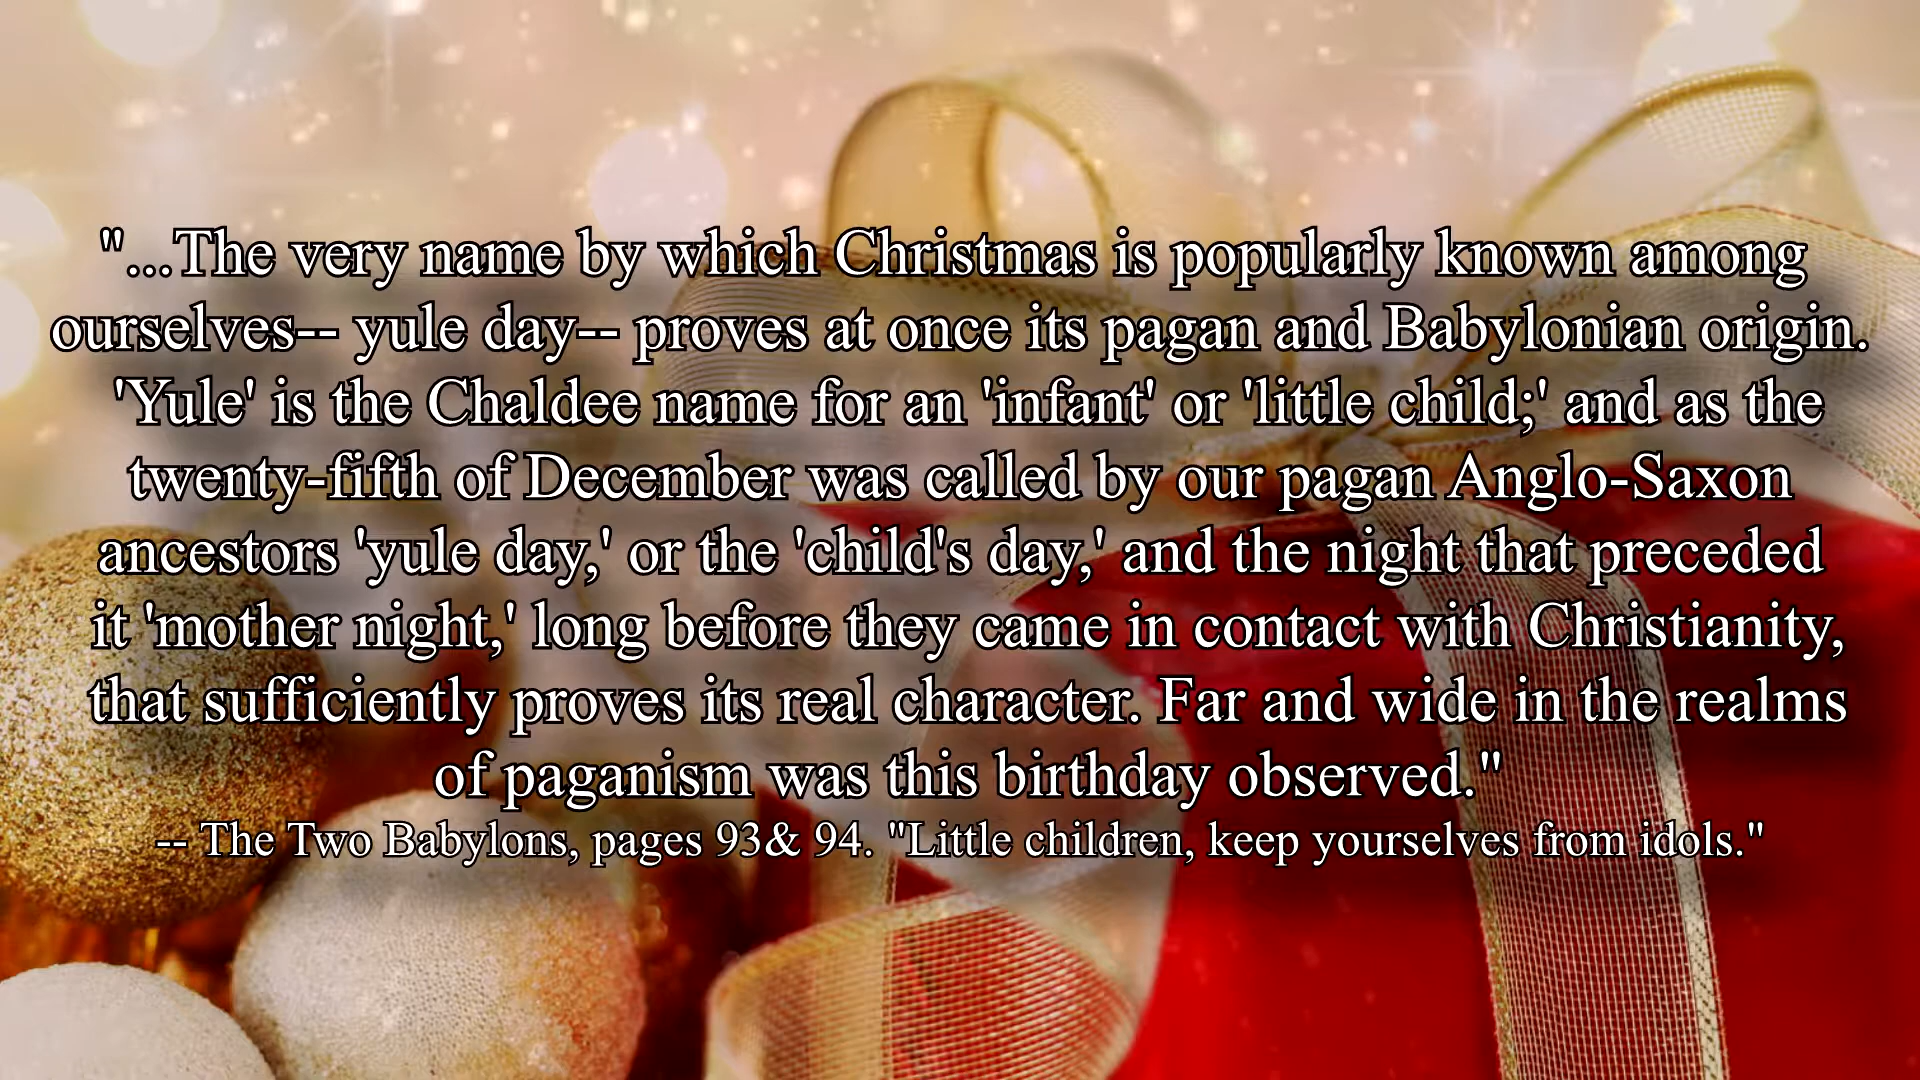 "...The very name by which Christmas is popularly known among
ourselves-- yule day-- proves at once its pagan and Babylonian origin.
'Yule' is the Chaldee name for an 'infant' or 'little child;' and as the
twenty-fifth of December was called by our pagan Anglo-Saxon
ancestors 'yule day,' or the 'child's day,' and the night that preceded
it 'mother night,' long before they came in contact with Christianity,
that sufficiently proves its real character. Far and wide in the realms
of paganism was this birthday observed."
-- The Two Babylons, pages 93& 94. "Little children, keep yourselves from idols."